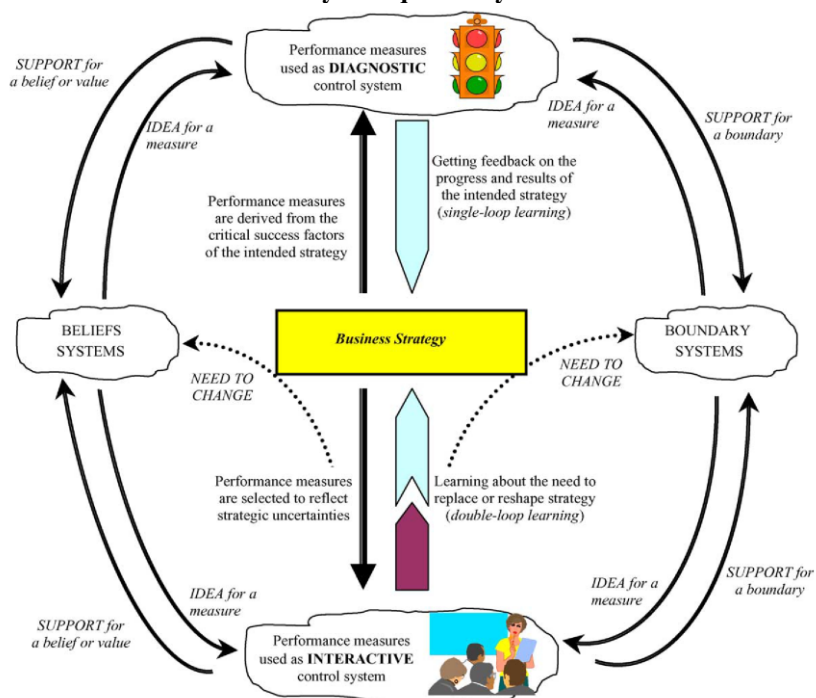 Performance measures
used as DIAGNOSTIC
control system
SUPPORT for
a belief or value
IDEA for a
measure
IDEA for a
measure
SUPPORT for
a boundary
Performance measures
are derived from the
critical success factors
of the intended strategy
Getting feedback on the
progress and results of
the intended strategy
(single-loop learning)
BELIEFS
SYSTEMS
Business Strategy
BOUNDARY
SYSTEMS
NEED TO
CHANGE
NEED TO
CHANGE
Performance measures
are selected to reflect
strategic uncertainties
Learning about the need to
replace or reshape strategy
(double-loop learning)
SUPPORT for
a belief or value
IDEA for a
measure
IDEA for a
measure
SUPPORT for
a boundary
Performance measures
used as INTERACTIVE
control system